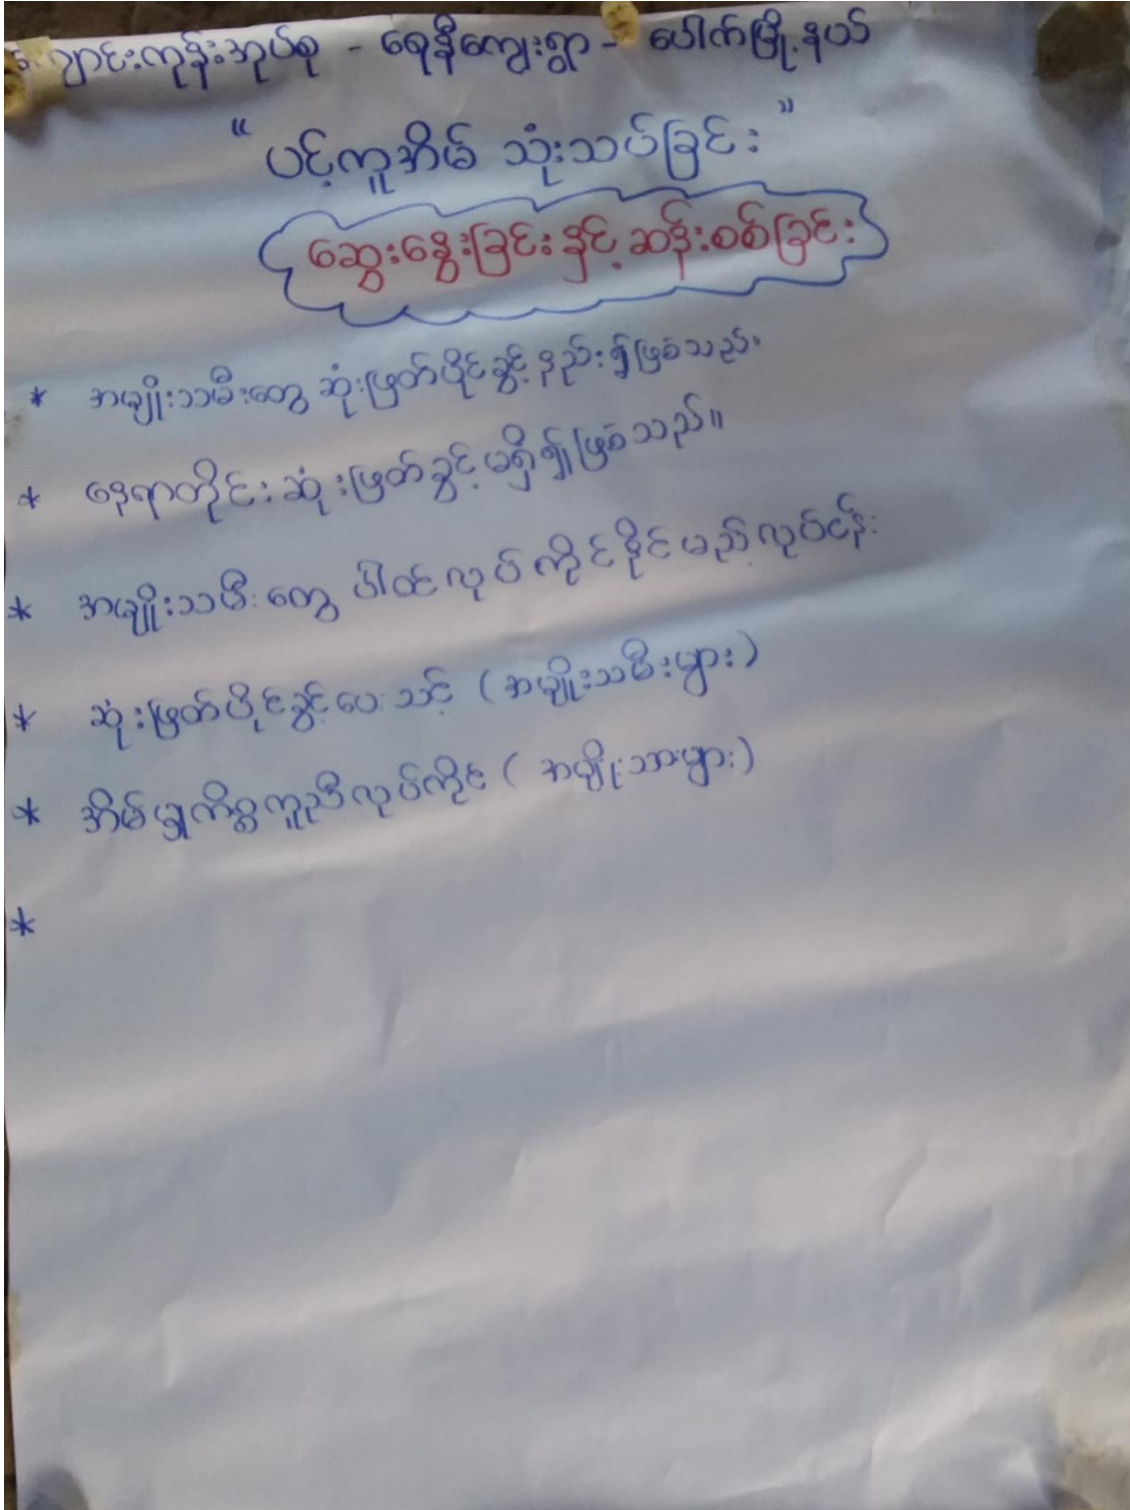 ကျောင်းကုန်းအုပ်စု - ရေနီကျေးရွာ - ပေါက်မြို့နယ်
“ပင့်ကူအိမ် သုံးသပ်ခြင်း”
ဆွေးနွေးခြင်းနှင့် ဆန်းစစ်ခြင်း
* အမျိုးသမီးတွေ ဆုံးဖြတ်ပိုင်ခွင့် နည်း၍ဖြစ်သည်။
* နေရာတိုင်း ဆုံးဖြတ်ခွင့် မရှိ၍ဖြစ်သည်။
* အမျိုးသမီးတွေ ပါဝင်လုပ်ကိုင်နိုင်မည့်လုပ်ငန်း
* ဆုံးဖြတ်ပိုင်ခွင့်ပေးသင့် (အမျိုးသမီးများ)
* အိမ်မှုကိစ္စကူညီလုပ်ကိုင် (အမျိုးသားများ)
*